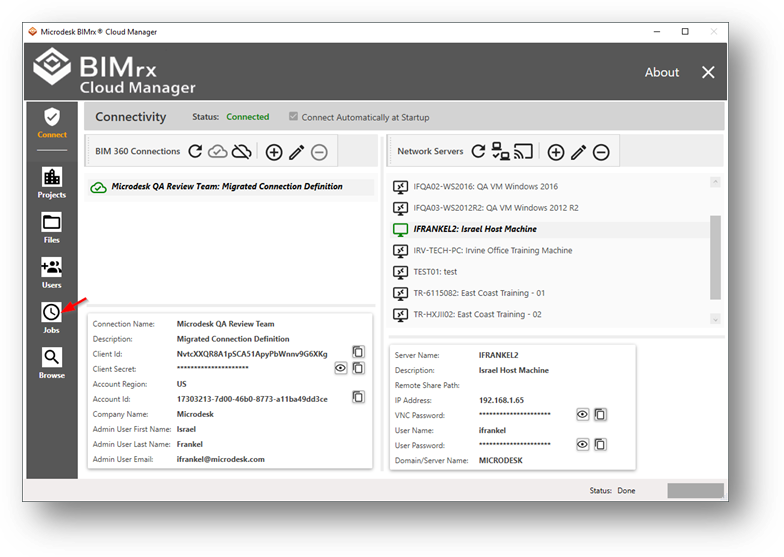 Microdesk BIMrx® Cloud Manager
BIMrx
Cloud Manager
About
Connect
Projects
Files
Users
Jobs
Browse
Connectivity Status: Connected Connect Automatically at Startup
BIM 360 Connections
Microdesk QA Review Team: Migrated Connection Definition
Connection Name: Microdesk QA Review Team
Description: Migrated Connection Definition
Client Id: NvtcXXQR8A1pSCA51ApyPbWnnv9G6XKg
Client Secret: *********************
Account Region: US
Account Id: 17303213-7d00-46b0-8773-a11ba49dd3ce
Company Name: Microdesk
Admin User First Name: Israel
Admin User Last Name: Frankel
Admin User Email: ifrankel@microdesk.com
Network Servers
IFQA02-WS2016: QA VM Windows 2016
IFQA03-WS2012R2: QA VM Windows 2012 R2
IFRANKEL2: Israel Host Machine
IRV-TECH-PC: Irvine Office Training Machine
TEST01: test
TR-6115082: East Coast Training - 01
TR-HXJII02: East Coast Training - 02
Server Name: IFRANKEL2
Description: Israel Host Machine
Remote Share Path:
IP Address: 192.168.1.65
VNC Password: *********************
User Name: ifrankel
User Password: *********************
Domain/Server Name: MICRODESK
Status: Done